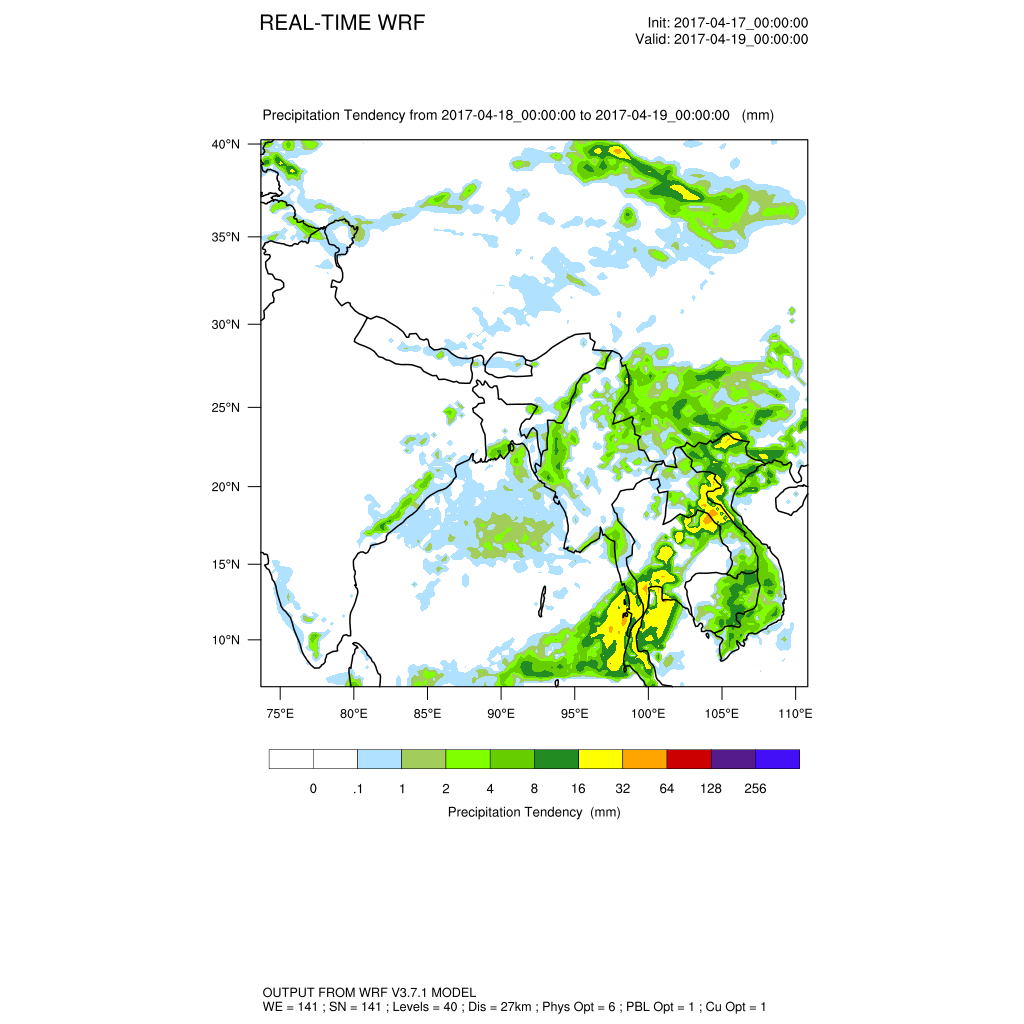 REAL-TIME WRF
Init: 2017-04-17_00:00:00
Valid: 2017-04-19_00:00:00
Precipitation Tendency from 2017-04-18_00:00:00 to 2017-04-19_00:00:00 (mm)
40°N
35°N
30°N
25°N
20°N
15°N
10°N
75°E 80°E 85°E 90°E 95°E 100°E 105°E 110°E
0 .1 1 2 4 8 16 32 64 128 256
Precipitation Tendency (mm)
OUTPUT FROM WRF V3.7.1 MODEL
WE = 141 ; SN = 141 ; Levels = 40 ; Dis = 27km ; Phys Opt = 6 ; PBL Opt = 1 ; Cu Opt = 1